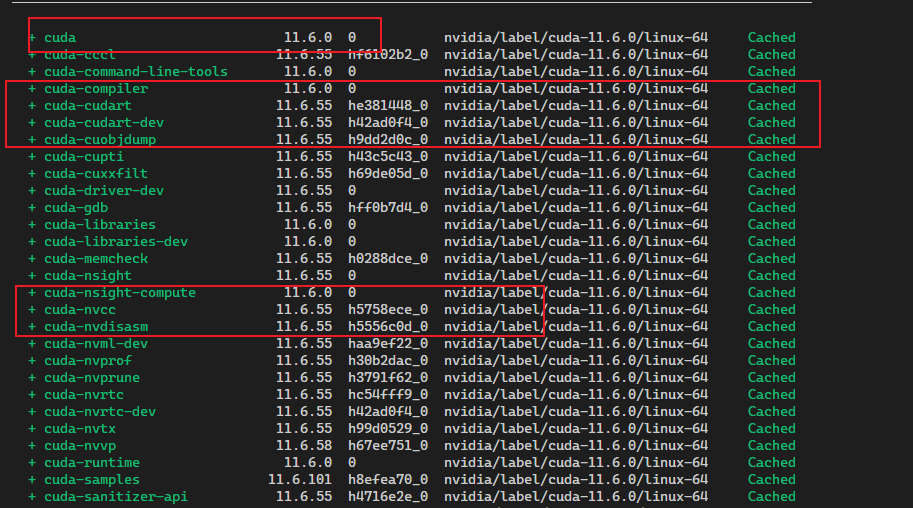 + cuda 11.6.0 0 nvidia/label/cuda-11.6.0/linux-64 Cached
+ cuda-cccl 11.6.55 hf6102b2_0 nvidia/label/cuda-11.6.0/linux-64 Cached
+ cuda-command-line-tools 11.6.0 0 nvidia/label/cuda-11.6.0/linux-64 Cached
+ cuda-compiler 11.6.0 0 nvidia/label/cuda-11.6.0/linux-64 Cached
+ cuda-cudart 11.6.55 he381448_0 nvidia/label/cuda-11.6.0/linux-64 Cached
+ cuda-cudart-dev 11.6.55 h42ad0f4_0 nvidia/label/cuda-11.6.0/linux-64 Cached
+ cuda-cuobjdump 11.6.55 h9dd2d0c_0 nvidia/label/cuda-11.6.0/linux-64 Cached
+ cuda-cupti 11.6.55 h43c5c43_0 nvidia/label/cuda-11.6.0/linux-64 Cached
+ cuda-cuxxfilt 11.6.55 h69de05d_0 nvidia/label/cuda-11.6.0/linux-64 Cached
+ cuda-driver-dev 11.6.55 0 nvidia/label/cuda-11.6.0/linux-64 Cached
+ cuda-gdb 11.6.55 hff0b7d4_0 nvidia/label/cuda-11.6.0/linux-64 Cached
+ cuda-libraries 11.6.0 0 nvidia/label/cuda-11.6.0/linux-64 Cached
+ cuda-libraries-dev 11.6.0 0 nvidia/label/cuda-11.6.0/linux-64 Cached
+ cuda-memcheck 11.6.55 h0288dce_0 nvidia/label/cuda-11.6.0/linux-64 Cached
+ cuda-nsight 11.6.55 0 nvidia/label/cuda-11.6.0/linux-64 Cached
+ cuda-nsight-compute 11.6.0 0 nvidia/label/cuda-11.6.0/linux-64 Cached
+ cuda-nvcc 11.6.55 h5758ece_0 nvidia/label/cuda-11.6.0/linux-64 Cached
+ cuda-nvdisasm 11.6.55 h5556c0d_0 nvidia/label/cuda-11.6.0/linux-64 Cached
+ cuda-nvml-dev 11.6.55 haa9ef22_0 nvidia/label/cuda-11.6.0/linux-64 Cached
+ cuda-nvprof 11.6.55 h30b2dac_0 nvidia/label/cuda-11.6.0/linux-64 Cached
+ cuda-nvprune 11.6.55 h3791f62_0 nvidia/label/cuda-11.6.0/linux-64 Cached
+ cuda-nvrtc 11.6.55 hc54fff9_0 nvidia/label/cuda-11.6.0/linux-64 Cached
+ cuda-nvrtc-dev 11.6.55 h42ad0f4_0 nvidia/label/cuda-11.6.0/linux-64 Cached
+ cuda-nvtx 11.6.55 h99d0529_0 nvidia/label/cuda-11.6.0/linux-64 Cached
+ cuda-nvvp 11.6.58 h67ee751_0 nvidia/label/cuda-11.6.0/linux-64 Cached
+ cuda-runtime 11.6.0 0 nvidia/label/cuda-11.6.0/linux-64 Cached
+ cuda-samples 11.6.101 h8efea70_0 nvidia/label/cuda-11.6.0/linux-64 Cached
+ cuda-sanitizer-api 11.6.55 h4716e2e_0 nvidia/label/cuda-11.6.0/linux-64 Cached